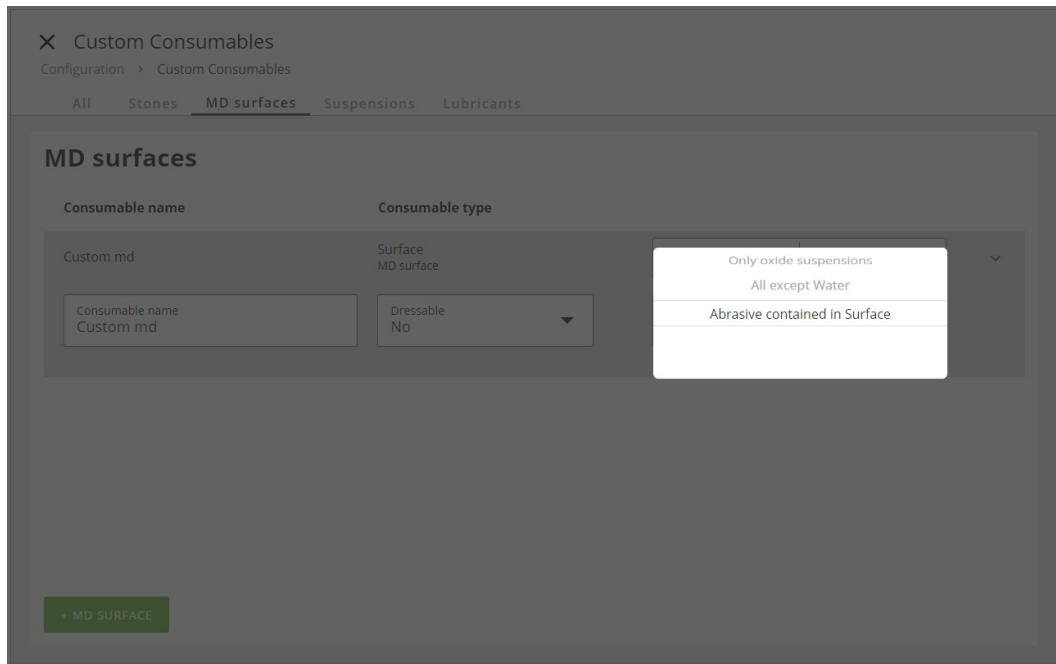 Custom Consumables
Configuration > Custom Consumables
All Stones MD surfaces Suspensions Lubricants
MD surfaces
Consumable name Consumable type
Custom md
Surface
MD surface
Only oxide suspensions
All except Water
Abrasive contained in Surface
Consumable name
Custom md
Dressable
No
+ MD SURFACE